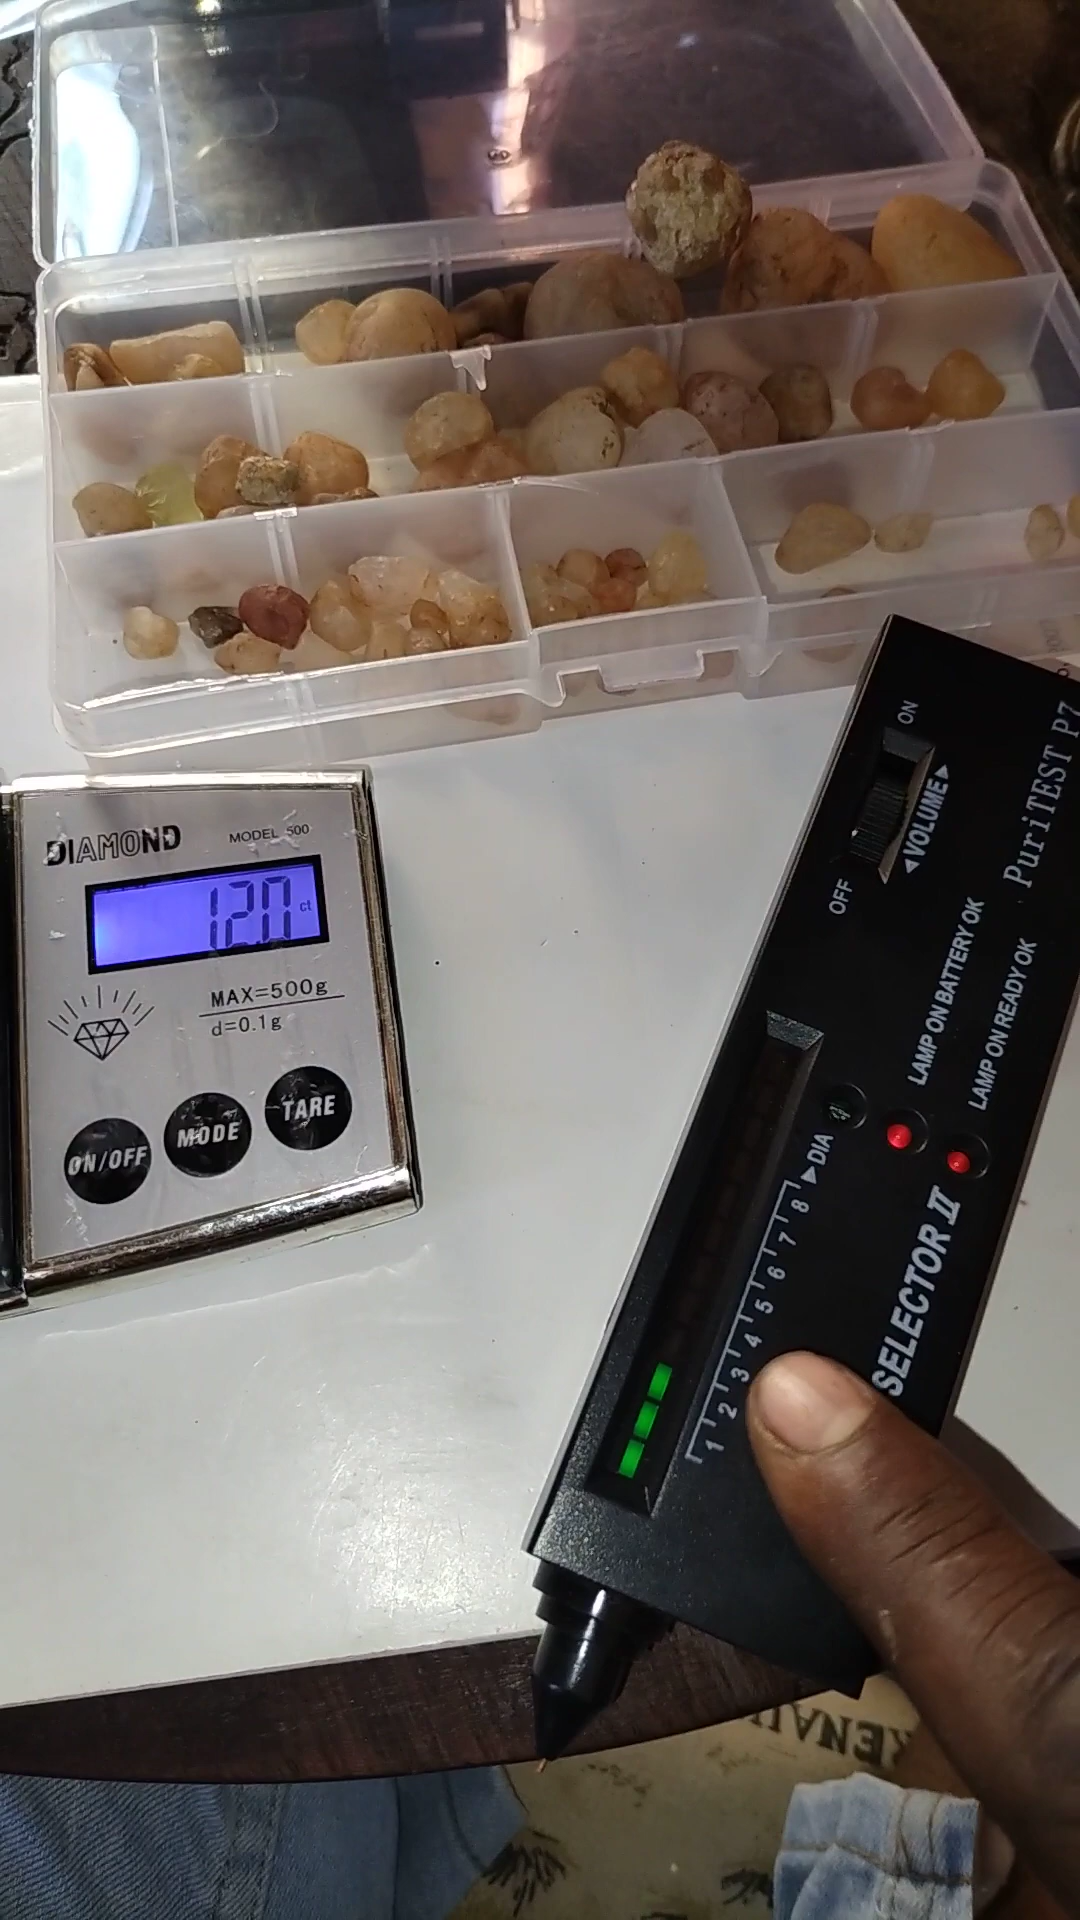 DIAMOND
MODEL 500
12.0 ct
MAX=500g
d=0.1g
ON/OFF
MODE
TARE
ON
◄VOLUME►
OFF
PuriTEST P7
LAMP ON BATTERY OK
LAMP ON READY OK
►DIA
1 2 3 4 5 6 7 8
SELECTOR II